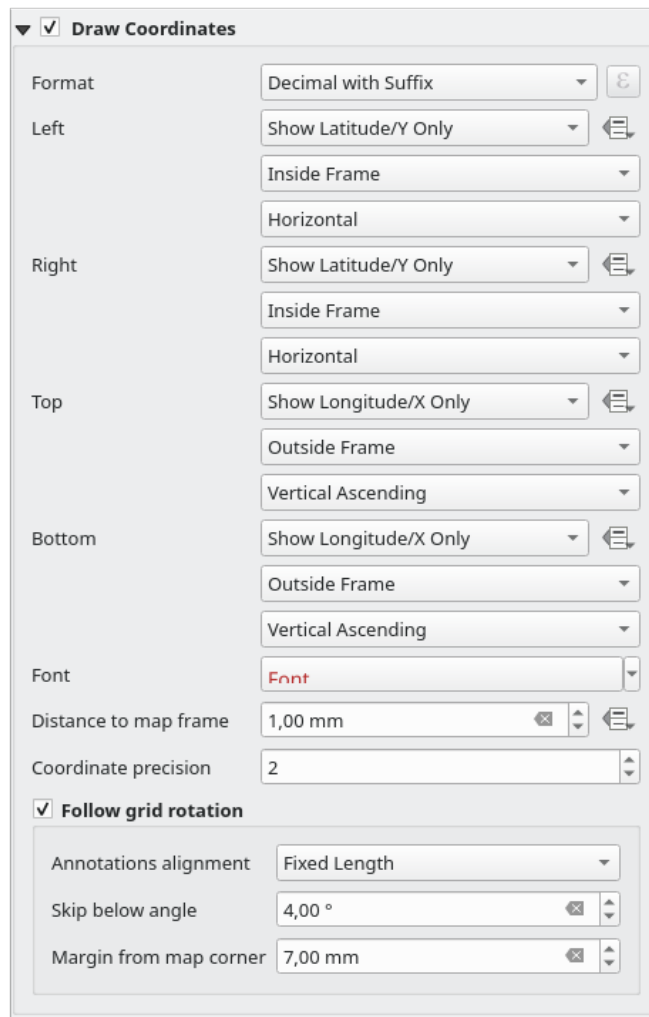 Draw Coordinates
Format Decimal with Suffix ε
Left Show Latitude/Y Only
Inside Frame
Horizontal
Right Show Latitude/Y Only
Inside Frame
Horizontal
Top Show Longitude/X Only
Outside Frame
Vertical Ascending
Bottom Show Longitude/X Only
Outside Frame
Vertical Ascending
Font Font
Distance to map frame 1,00 mm
Coordinate precision 2
Follow grid rotation
Annotations alignment Fixed Length
Skip below angle 4,00 °
Margin from map corner 7,00 mm